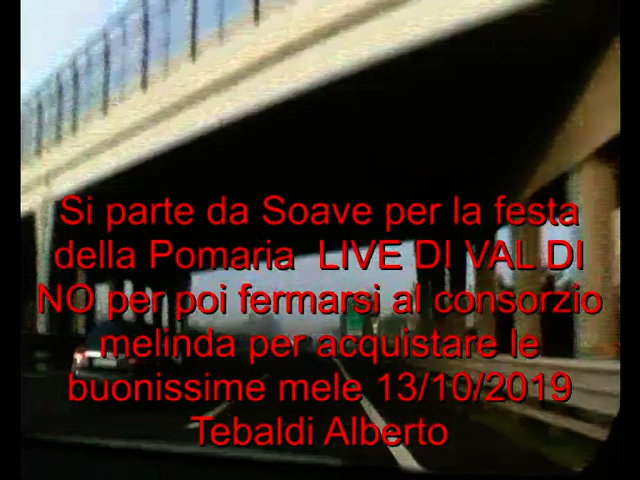 Si parte da Soave per la festa
della Pomaria LIVE DI VAL DI
NO per poi fermarsi al consorzio
melinda per acquistare le
buonissime mele 13/10/2019
Tebaldi Alberto